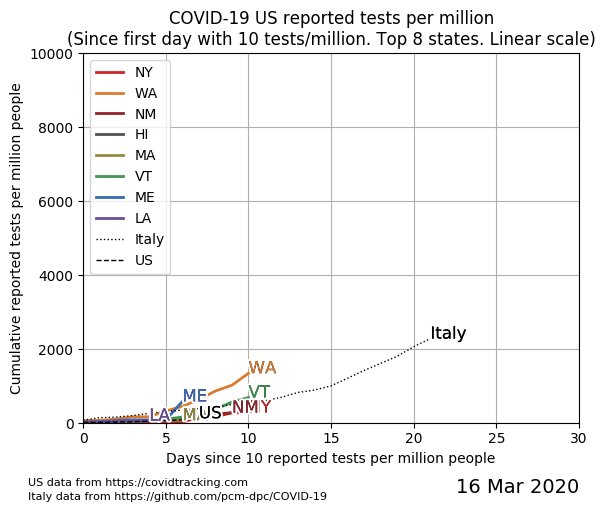 COVID-19 US reported tests per million
(Since first day with 10 tests/million. Top 8 states. Linear scale)
Cumulative reported tests per million people
10000
8000
6000
4000
2000
0
NY
WA
NM
HI
MA
VT
ME
LA
Italy
US
Italy
WA
VT
ME
NM
LA
US
0 5 10 15 20 25 30
Days since 10 reported tests per million people
US data from https://covidtracking.com
Italy data from https://github.com/pcm-dpc/COVID-19
16 Mar 2020